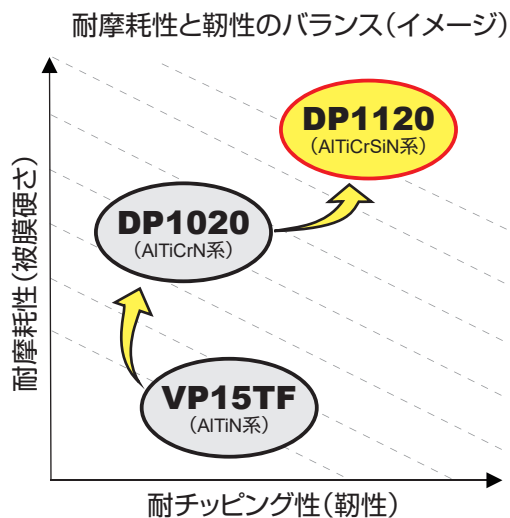 耐摩耗性と靭性のバランス（イメージ）
耐摩耗性（被膜硬さ）
DP1120
（AlTiCrSiN系）
DP1020
（AlTiCrN系）
VP15TF
（AlTiN系）
耐チッピング性（靭性）